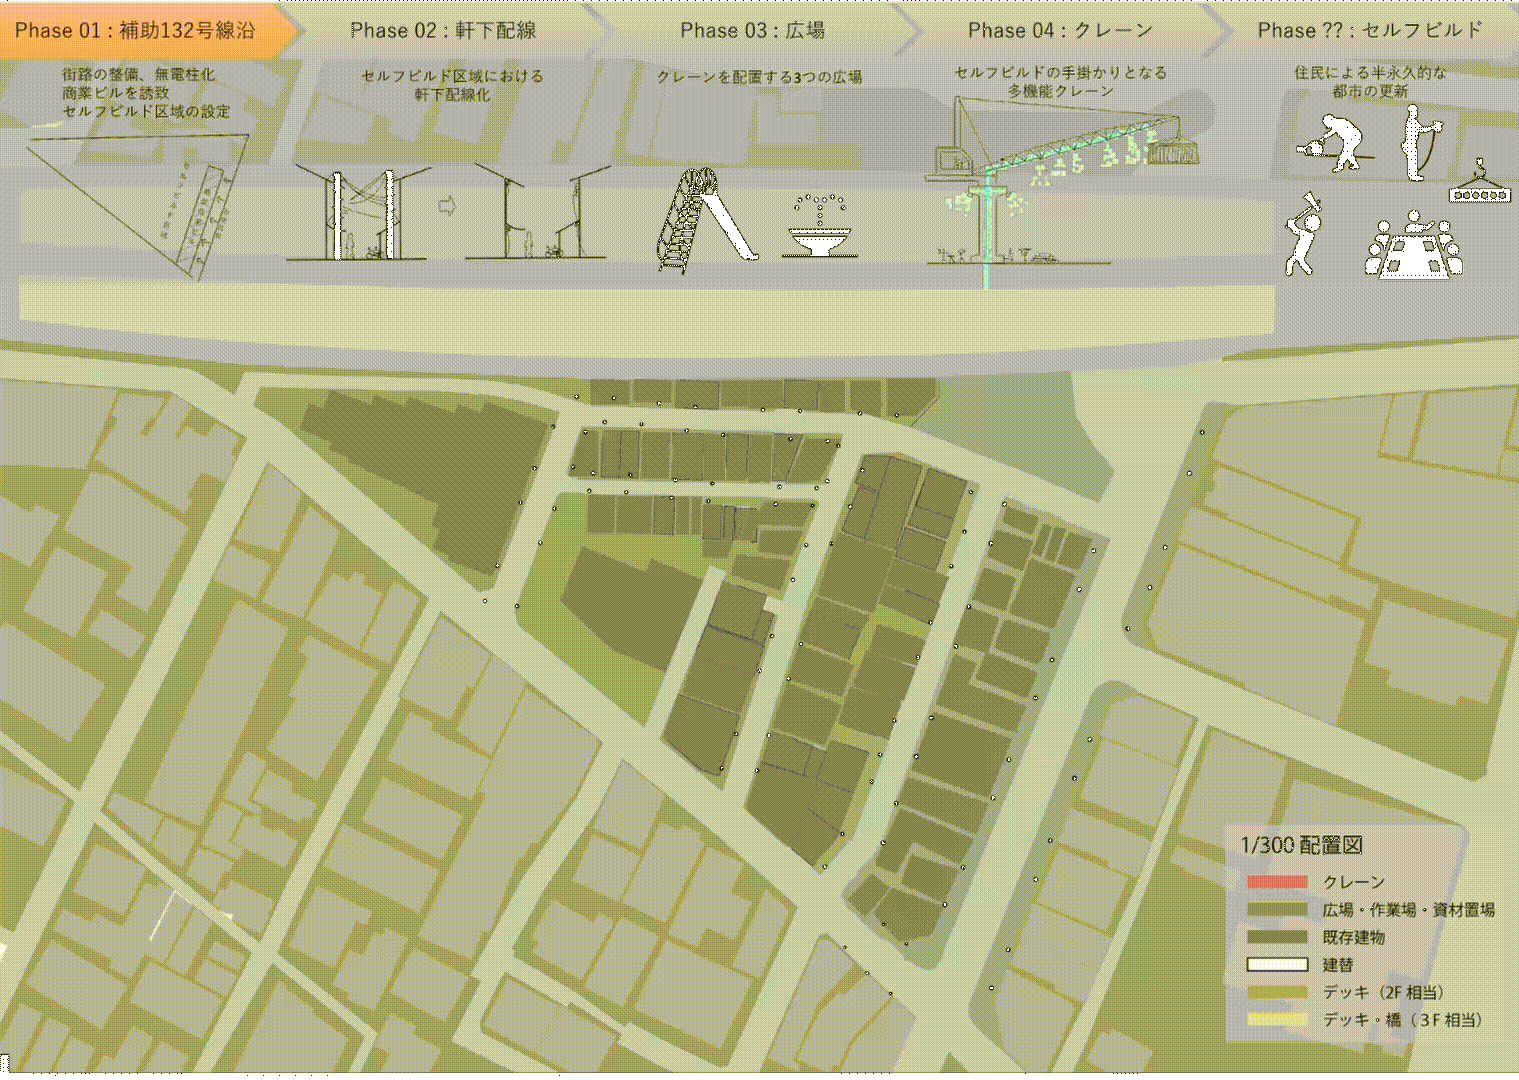 Phase 01 : 補助132号線沿
Phase 02 : 軒下配線
Phase 03 : 広場
Phase 04 : クレーン
Phase ?? : セルフビルド
街路の整備、無電柱化
商業ビルを誘致
セルフビルド区域の設定
セルフビルド区域における
軒下配線化
クレーンを配置する3つの広場
セルフビルドの手掛かりとなる
多機能クレーン
住民による半永久的な
都市の更新
1/300 配置図
クレーン
広場・作業場・資材置場
既存建物
建替
デッキ（2F 相当）
デッキ・橋（３F 相当）